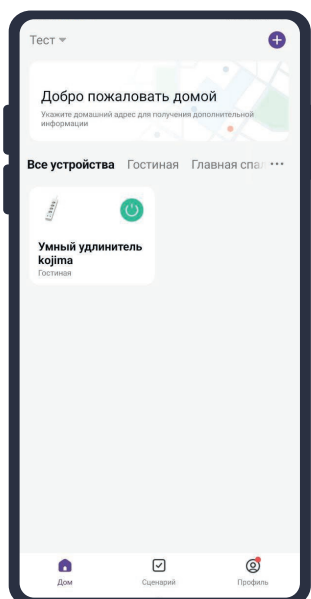 Тест
Добро пожаловать домой
Укажите домашний адрес для получения дополнительной
информации
Все устройства Гостиная Главная спал
Умный удлинитель
kojima
Гостиная
Дом Сценарий Профиль